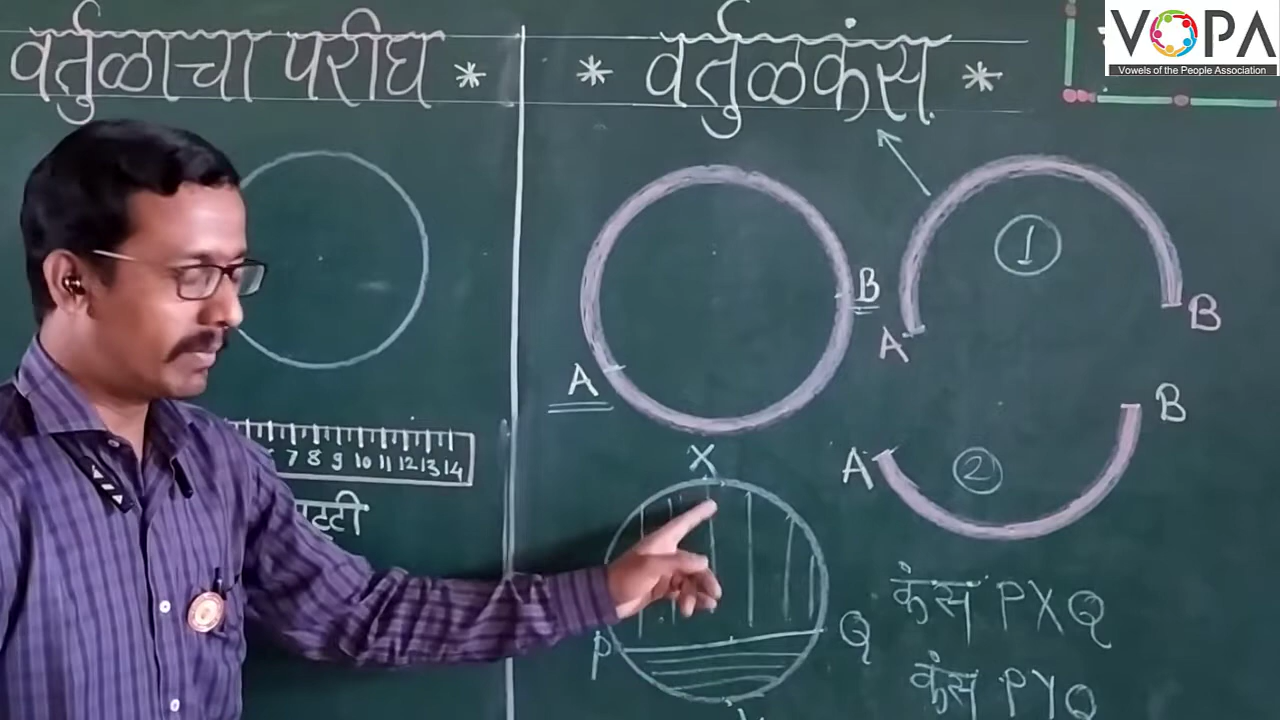 वर्तुळाचा परीघ *
7 8 9 10 11 12 13 14
* वर्तुळकंस *
VOPA
Vowels of the People Association
A
B
1
A
B
2
A
B
X
P
Q
कंस PXQ
कंस PYQ